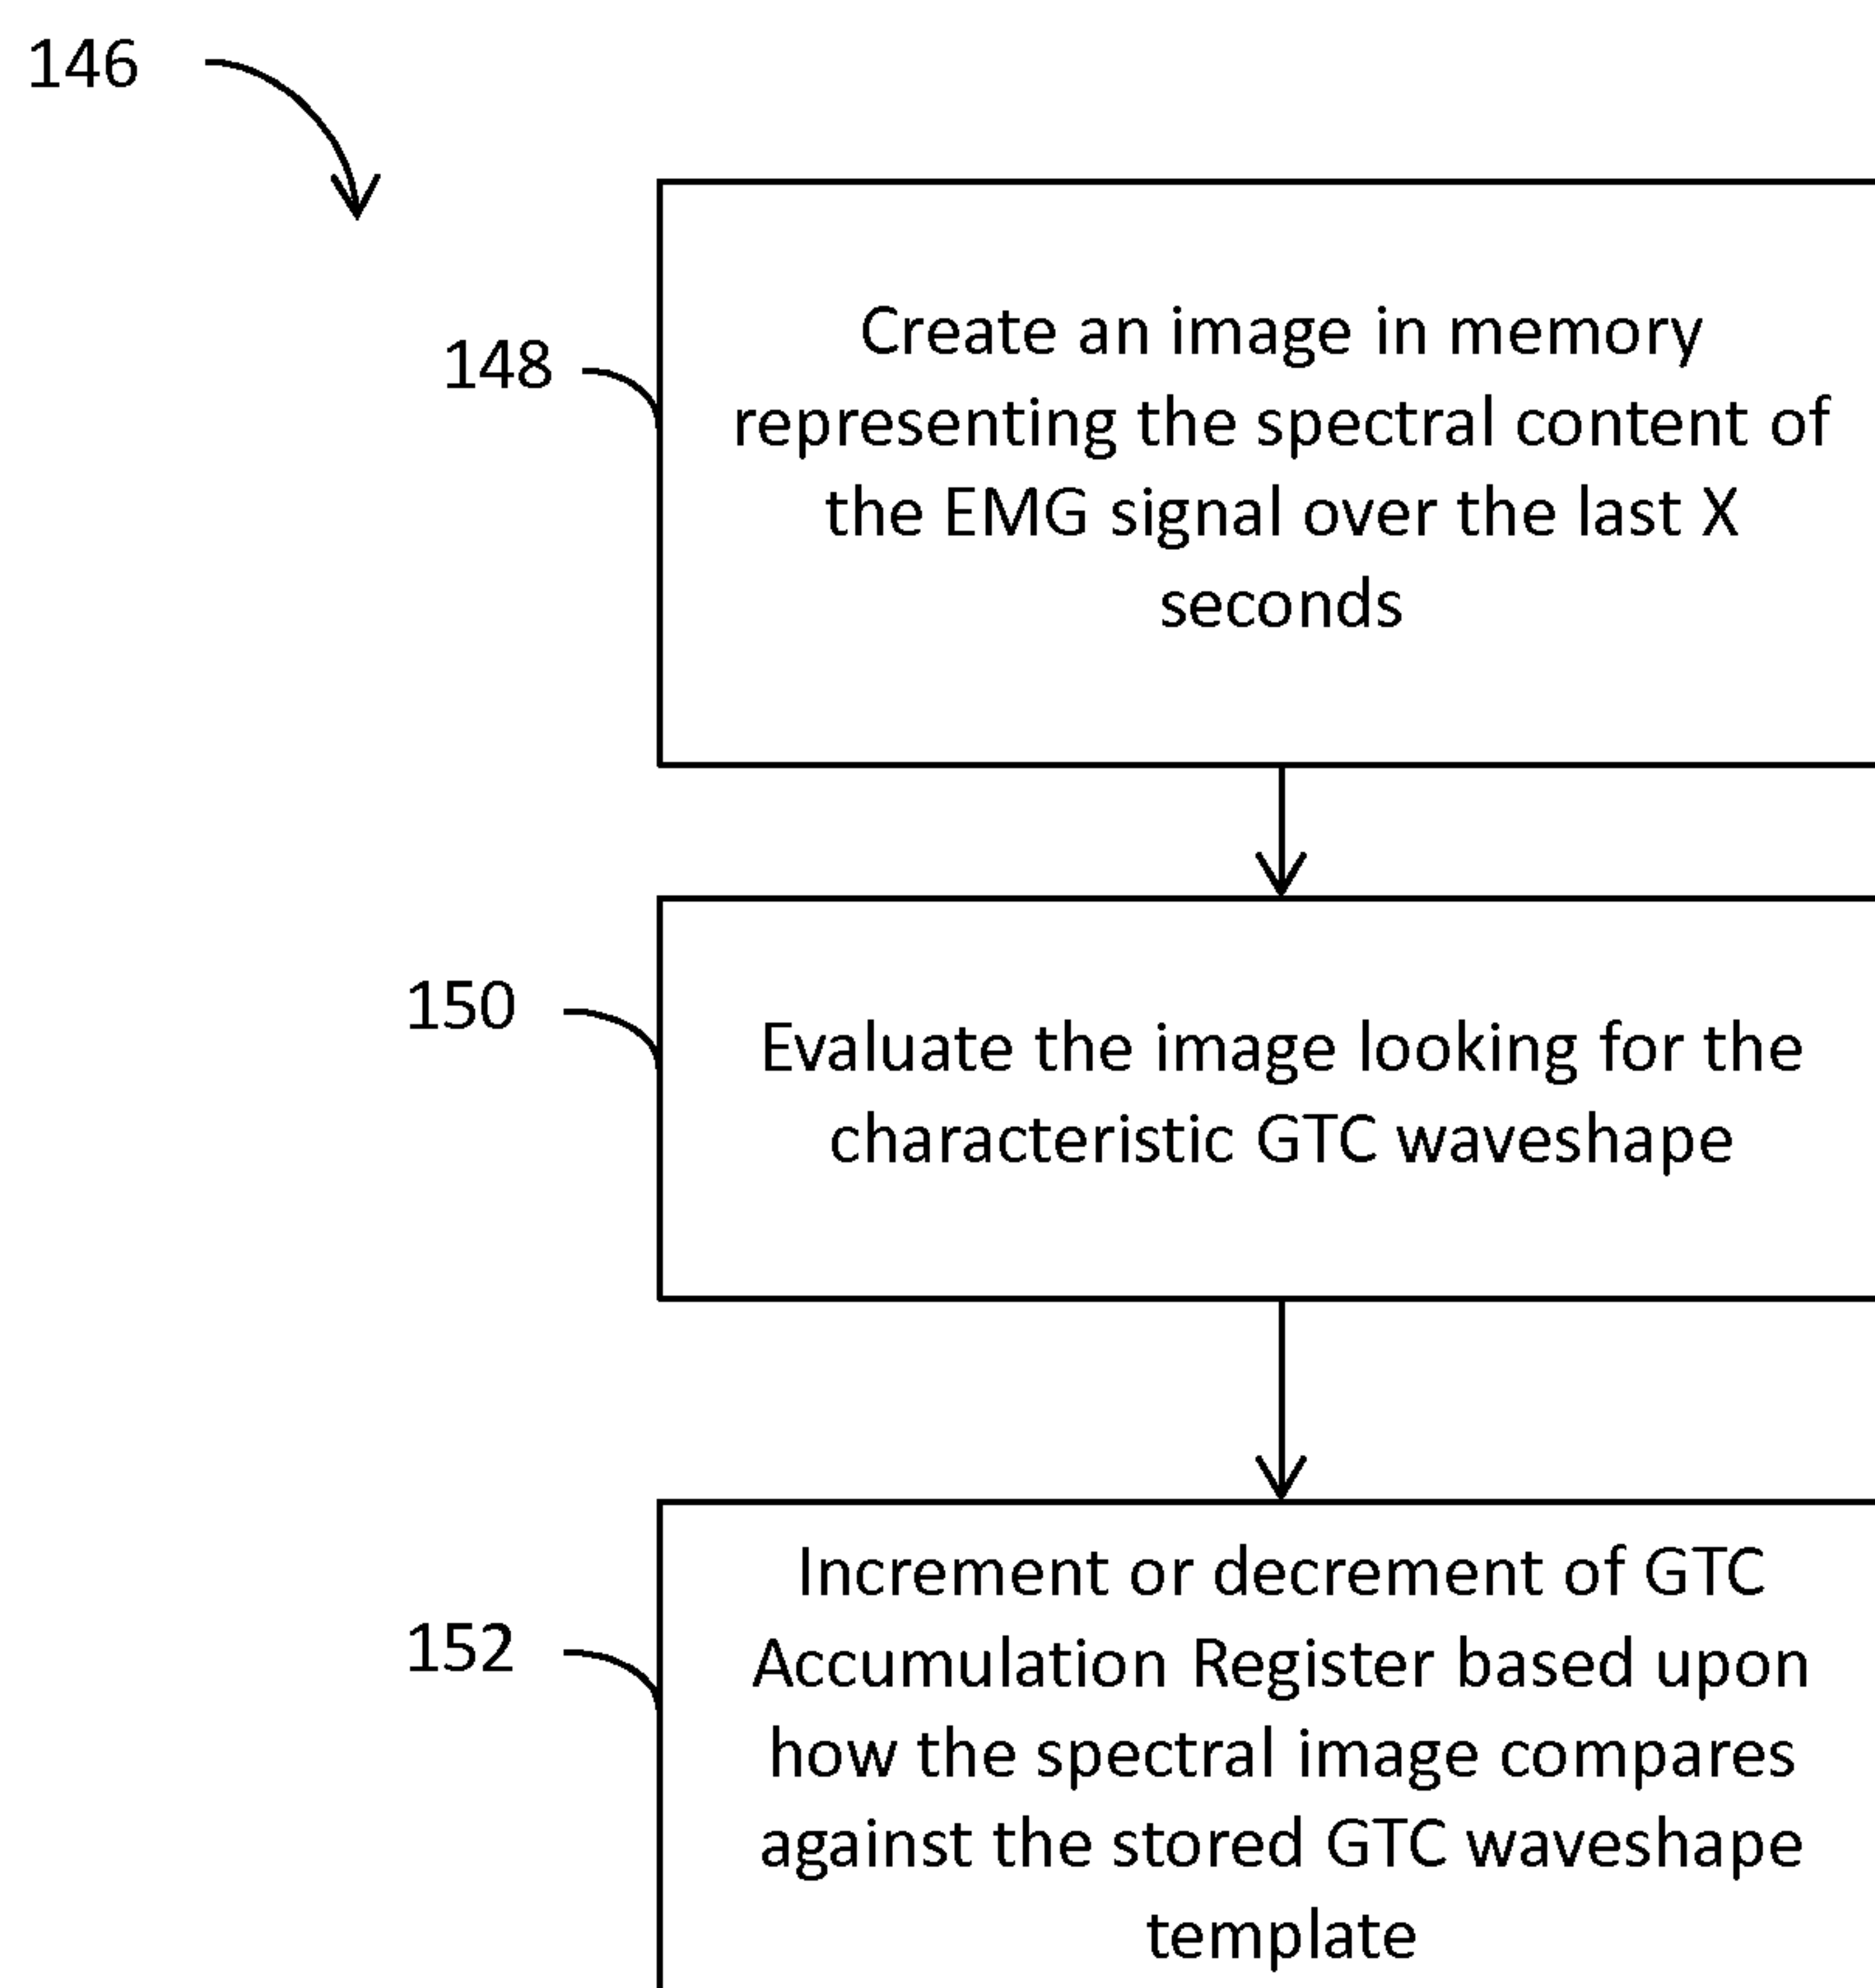 146
148
Create an image in memory
representing the spectral content of
the EMG signal over the last X
seconds
150
Evaluate the image looking for the
characteristic GTC waveshape
152
Increment or decrement of GTC
Accumulation Register based upon
how the spectral image compares
against the stored GTC waveshape
template